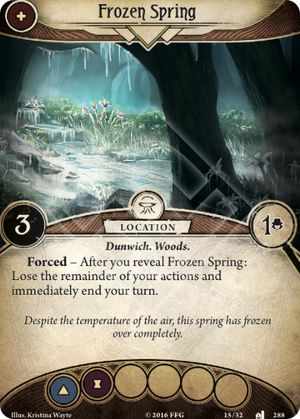 Frozen Spring
3
LOCATION
1
Dunwich. Woods.
Forced – After you reveal Frozen Spring:
Lose the remainder of your actions and
immediately end your turn.
Despite the temperature of the air, this spring has frozen
over completely.
Illus. Kristina Wayte
© 2016 FFG
15/32
288